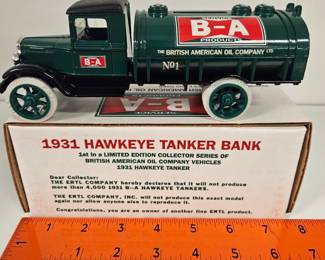 SERVICE
B-A
PRODUCTS
THE BRITISH AMERICAN OIL COMPANY LTD
B-A
No1
1931 HAWKEYE TANKER BANK
1st in a LIMITED EDITION COLLECTOR SERIES OF
BRITISH AMERICAN OIL COMPANY VEHICLES
1931 HAWKEYE TANKER
Dear Collector:
THE ERTL COMPANY hereby declares that it will not produce
more than 4,000 1931 B-A HAWKEYE TANKERS.
THE ERTL COMPANY, INC. will not produce this exact model
again nor allow anyone else to reproduce it.
Congratulations, you are an owner of another fine ERTL product.
1 2 3 4 5 6 7 8